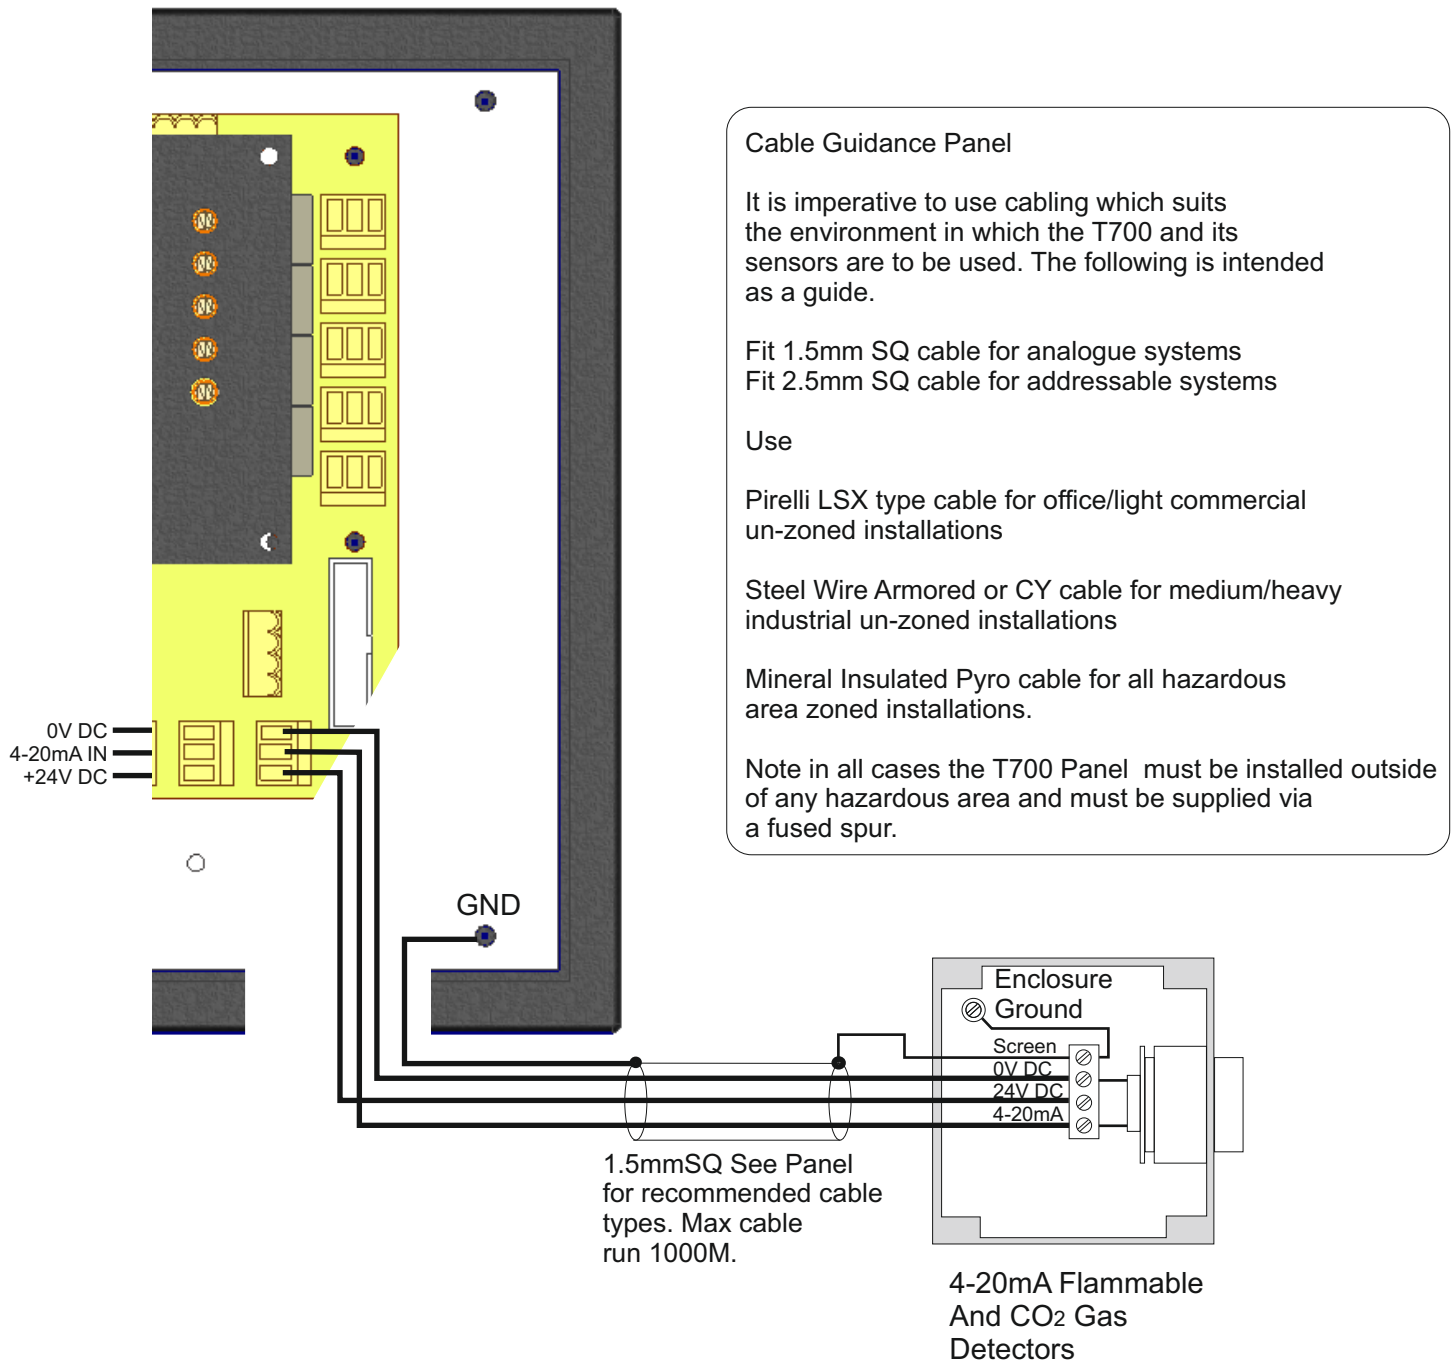 Cable Guidance Panel
It is imperative to use cabling which suits
the environment in which the T700 and its
sensors are to be used. The following is intended
as a guide.
Fit 1.5mm SQ cable for analogue systems
Fit 2.5mm SQ cable for addressable systems
Use
Pirelli LSX type cable for office/light commercial
un-zoned installations
Steel Wire Armored or CY cable for medium/heavy
industrial un-zoned installations
Mineral Insulated Pyro cable for all hazardous
area zoned installations.
Note in all cases the T700 Panel  must be installed outside
of any hazardous area and must be supplied via
a fused spur.
0V DC
4-20mA IN
+24V DC
GND
Enclosure
Ground
Screen
0V DC
24V DC
4-20mA
1.5mmSQ See Panel
for recommended cable
types. Max cable
run 1000M.
4-20mA Flammable
And CO2 Gas
Detectors